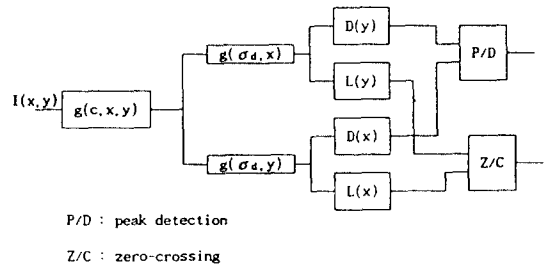 I(x,y)
g(c,x,y)
g(σd,x)
g(σd,y)
D(y)
L(y)
D(x)
L(x)
P/D
Z/C
P/D : peak detection
Z/C : zero-crossing